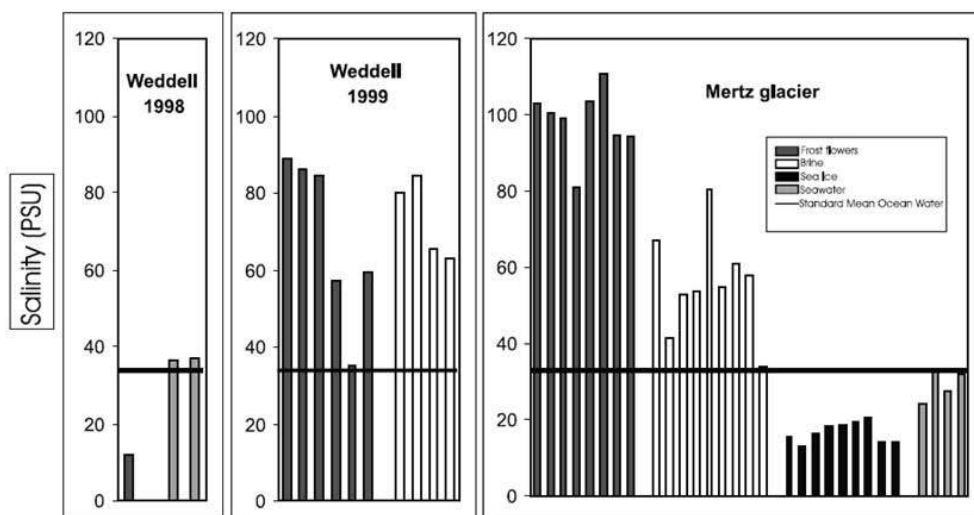 Salinity (PSU)
120
100
80
60
40
20
0
Weddell
1998
120
100
80
60
40
20
0
Weddell
1999
120
100
80
60
40
20
0
Mertz glacier
Frost flowers
Brine
Sea Ice
Seawater
Standard Mean Ocean Water